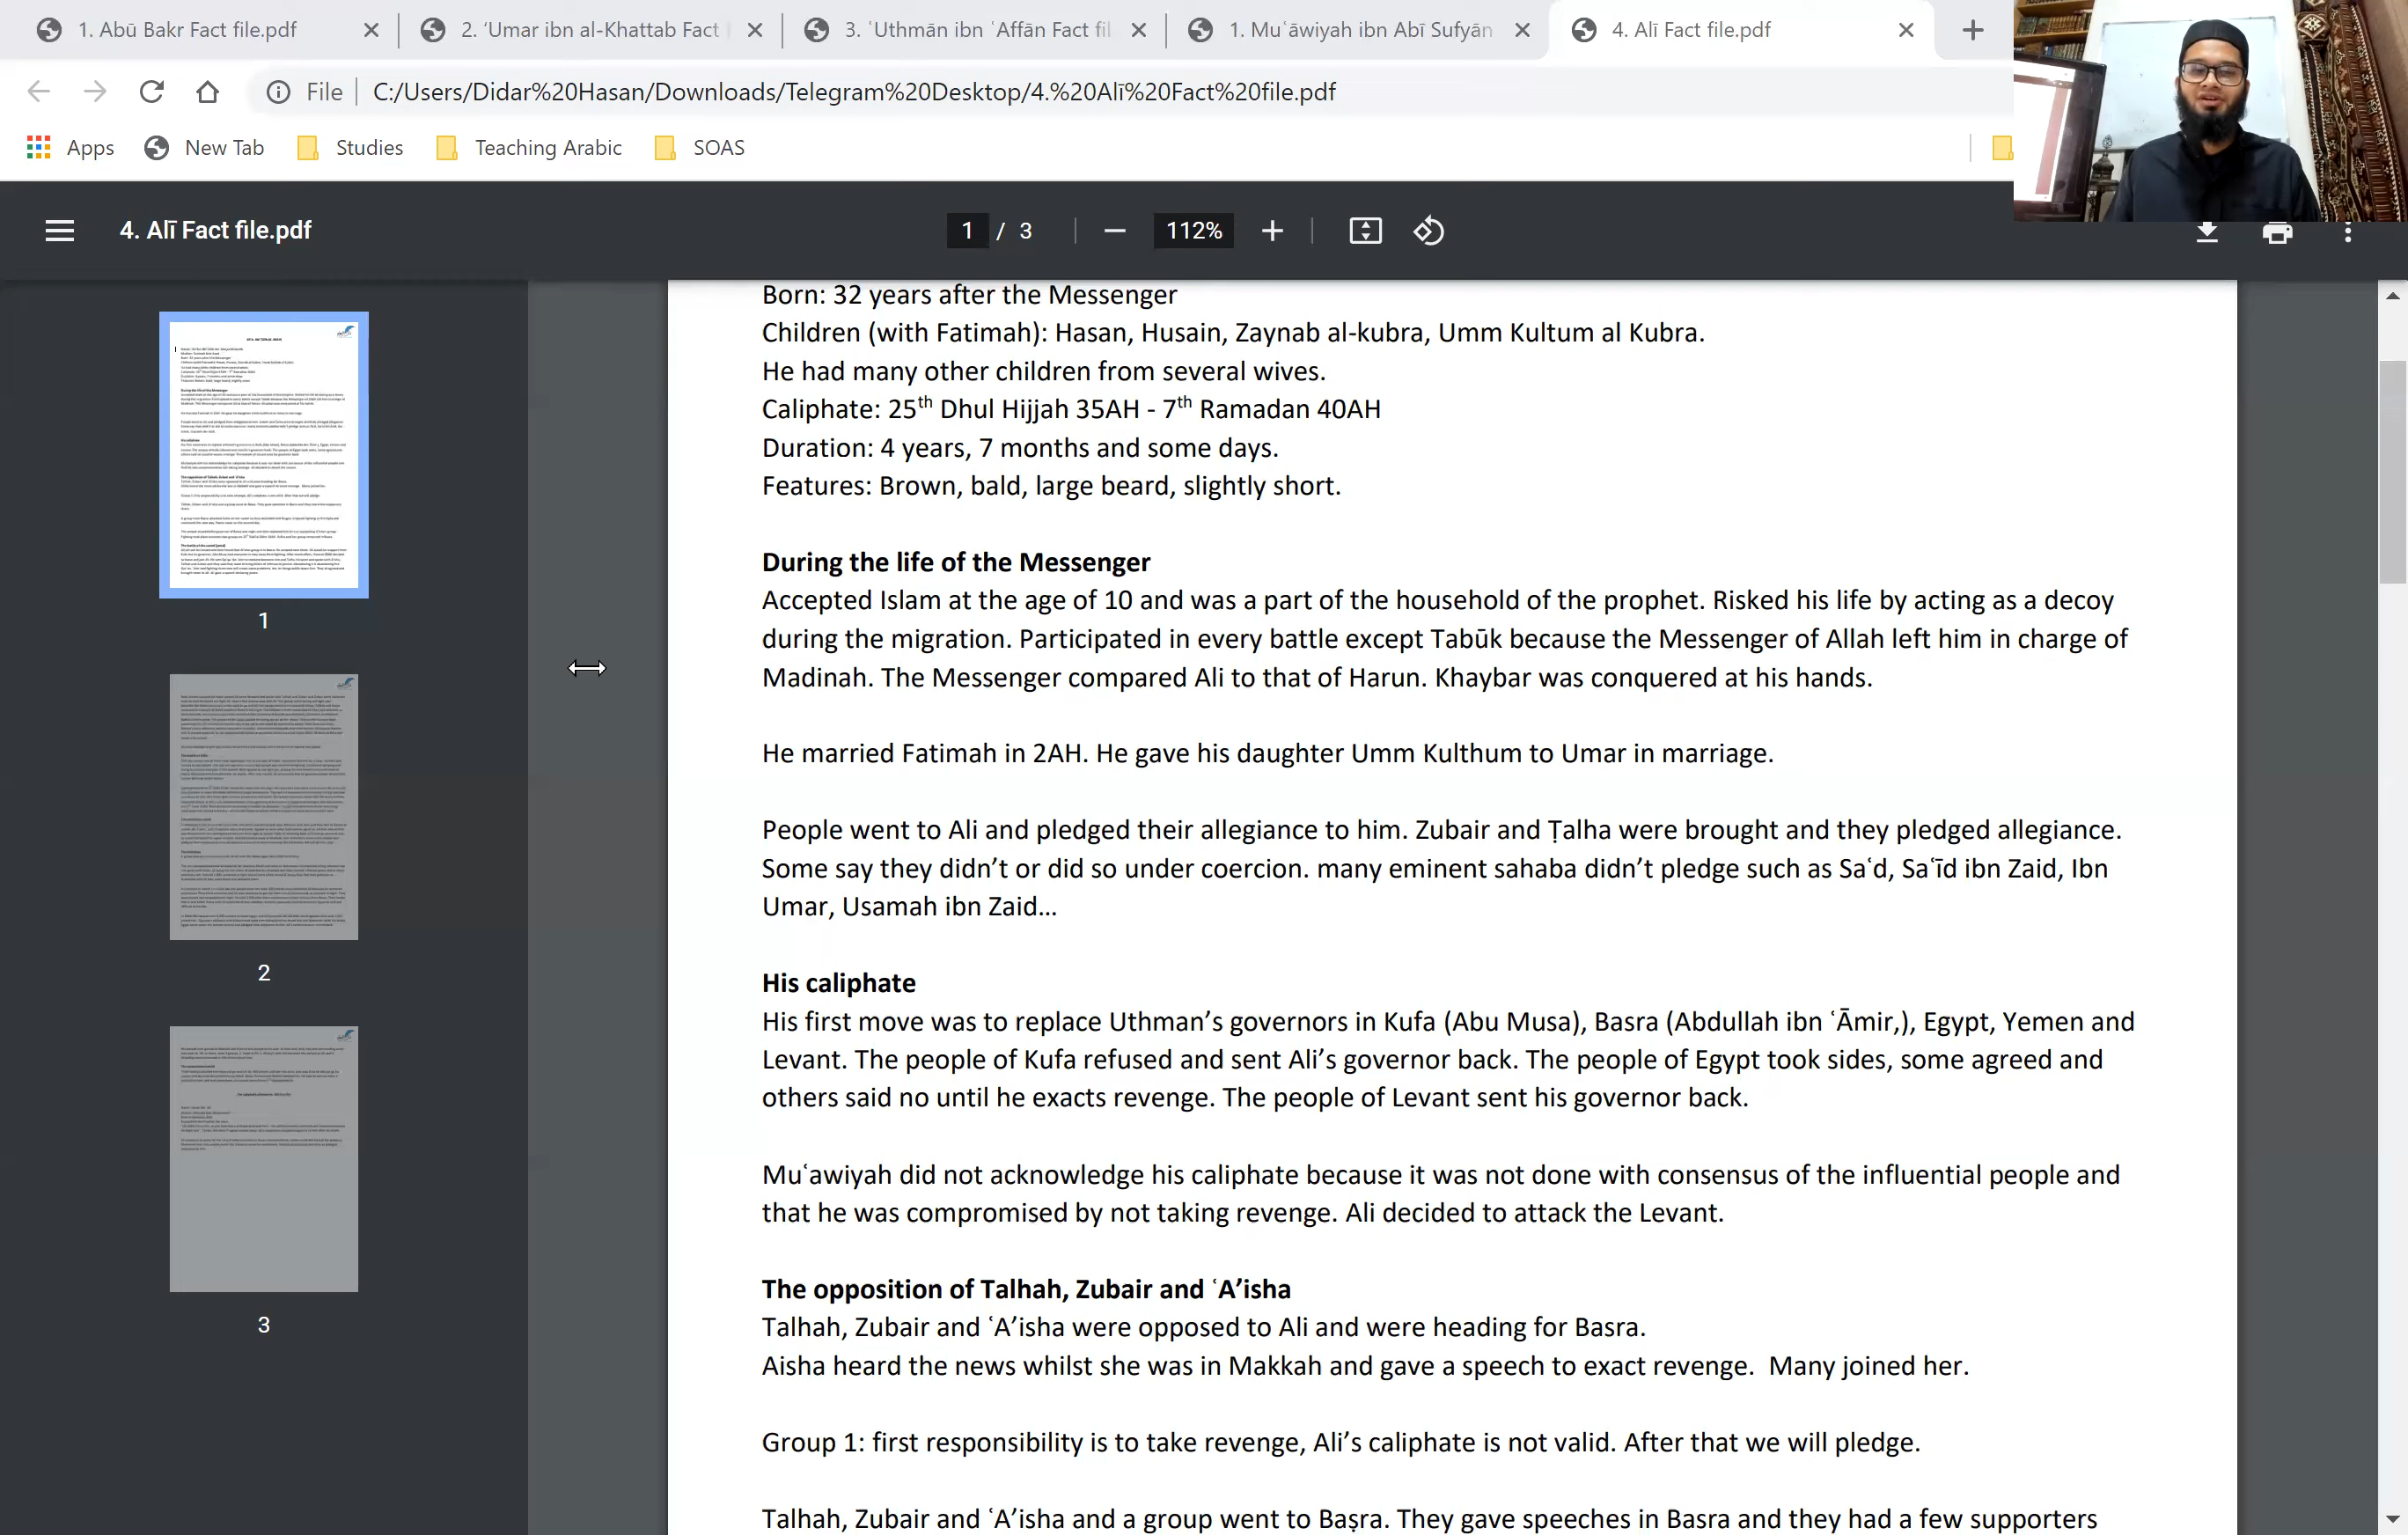 1. Abū Bakr Fact file.pdf
2. ʻUmar ibn al-Khattab Fact
3. ʿUthmān ibn ʿAffān Fact fil
1. Muʿāwiyah ibn Abī Sufyān
4. Alī Fact file.pdf
File
C:/Users/Didar%20Hasan/Downloads/Telegram%20Desktop/4.%20Alī%20Fact%20file.pdf
Apps
New Tab
Studies
Teaching Arabic
SOAS
4. Alī Fact file.pdf
1 / 3
112%
1
2
3
Born: 32 years after the Messenger
Children (with Fatimah): Hasan, Husain, Zaynab al-kubra, Umm Kultum al Kubra.
He had many other children from several wives.
Caliphate: 25th Dhul Hijjah 35AH - 7th Ramadan 40AH
Duration: 4 years, 7 months and some days.
Features: Brown, bald, large beard, slightly short.
During the life of the Messenger
Accepted Islam at the age of 10 and was a part of the household of the prophet. Risked his life by acting as a decoy
during the migration. Participated in every battle except Tabūk because the Messenger of Allah left him in charge of
Madinah. The Messenger compared Ali to that of Harun. Khaybar was conquered at his hands.
He married Fatimah in 2AH. He gave his daughter Umm Kulthum to Umar in marriage.
People went to Ali and pledged their allegiance to him. Zubair and Ṭalha were brought and they pledged allegiance.
Some say they didn’t or did so under coercion. many eminent sahaba didn’t pledge such as Saʿd, Saʿīd ibn Zaid, Ibn
Umar, Usamah ibn Zaid…
His caliphate
His first move was to replace Uthman’s governors in Kufa (Abu Musa), Basra (Abdullah ibn ʿĀmir,), Egypt, Yemen and
Levant. The people of Kufa refused and sent Ali’s governor back. The people of Egypt took sides, some agreed and
others said no until he exacts revenge. The people of Levant sent his governor back.
Muʿawiyah did not acknowledge his caliphate because it was not done with consensus of the influential people and
that he was compromised by not taking revenge. Ali decided to attack the Levant.
The opposition of Talhah, Zubair and ʿA’isha
Talhah, Zubair and ʿA’isha were opposed to Ali and were heading for Basra.
Aisha heard the news whilst she was in Makkah and gave a speech to exact revenge.  Many joined her.
Group 1: first responsibility is to take revenge, Ali’s caliphate is not valid. After that we will pledge.
Talhah, Zubair and ʿA’isha and a group went to Baṣra. They gave speeches in Basra and they had a few supporters